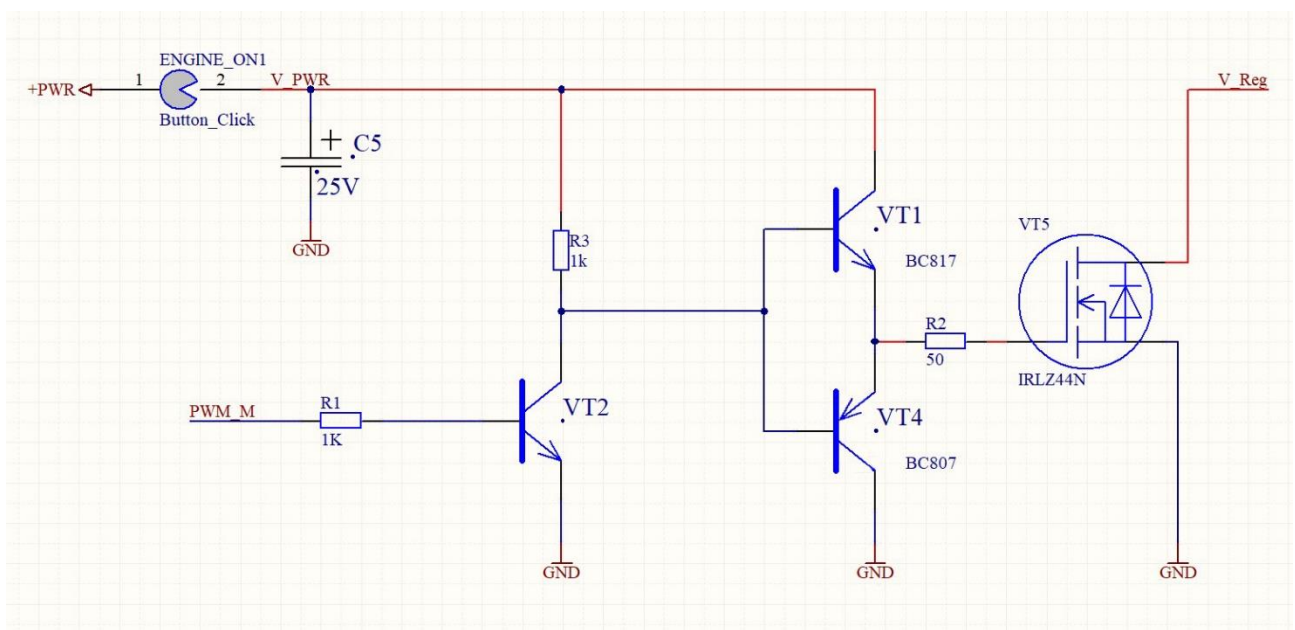 ENGINE_ON1
+PWR
1
2
V_PWR
V_Reg
Button_Click
+
C5
25V
GND
R3
1k
VT1
BC817
VT5
R2
50
IRLZ44N
PWM_M
R1
1K
VT2
VT4
BC807
GND
GND
GND